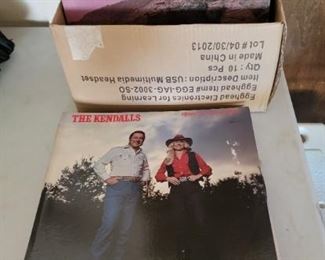 Egghead Electronics for Learning
Egghead Item# EGG-IAG-3002-SO
Item Description: USB Multimedia Headset
Qty: 10 Pcs
Made in China
Lot # 04/30/2013
THE KENDALLS